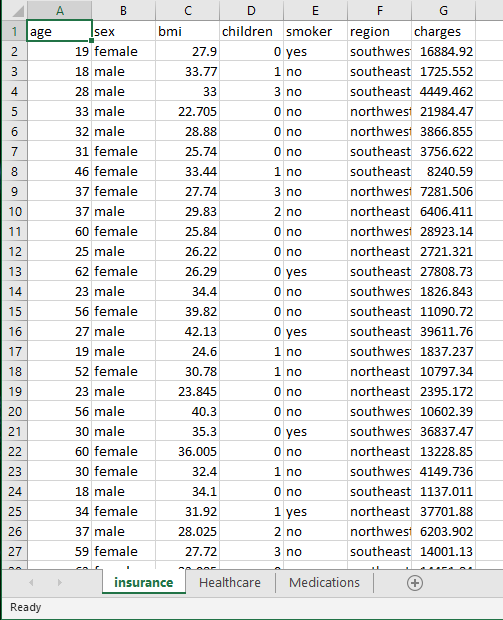 A B C D E F G
1 age sex bmi children smoker region charges
2 19 female 27.9 0 yes southwes 16884.92
3 18 male 33.77 1 no southeast 1725.552
4 28 male 33 3 no southeast 4449.462
5 33 male 22.705 0 no northwest 21984.47
6 32 male 28.88 0 no northwest 3866.855
7 31 female 25.74 0 no southeast 3756.622
8 46 female 33.44 1 no southeast 8240.59
9 37 female 27.74 3 no northwest 7281.506
10 37 male 29.83 2 no northeast 6406.411
11 60 female 25.84 0 no northwest 28923.14
12 25 male 26.22 0 no northeast 2721.321
13 62 female 26.29 0 yes southeast 27808.73
14 23 male 34.4 0 no southwes 1826.843
15 56 female 39.82 0 no southeast 11090.72
16 27 male 42.13 0 yes southeast 39611.76
17 19 male 24.6 1 no southwes 1837.237
18 52 female 30.78 1 no northeast 10797.34
19 23 male 23.845 0 no northeast 2395.172
20 56 male 40.3 0 no southwes 10602.39
21 30 male 35.3 0 yes southwes 36837.47
22 60 female 36.005 0 no northeast 13228.85
23 30 female 32.4 1 no southwes 4149.736
24 18 male 34.1 0 no southeast 1137.011
25 34 female 31.92 1 yes northeast 37701.88
26 37 male 28.025 2 no northwest 6203.902
27 59 female 27.72 3 no southeast 14001.13
insurance Healthcare Medications
Ready